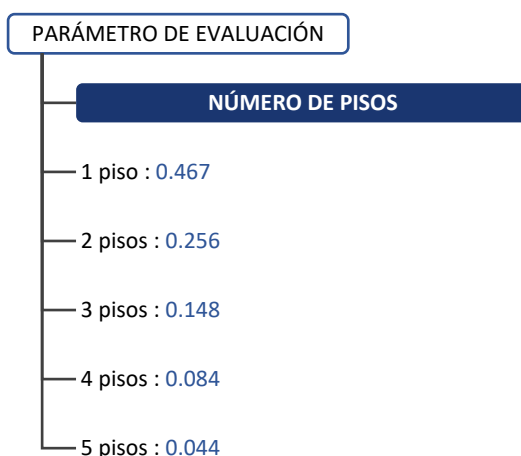 PARÁMETRO DE EVALUACIÓN
NÚMERO DE PISOS
1 piso : 0.467
2 pisos : 0.256
3 pisos : 0.148
4 pisos : 0.084
5 pisos : 0.044